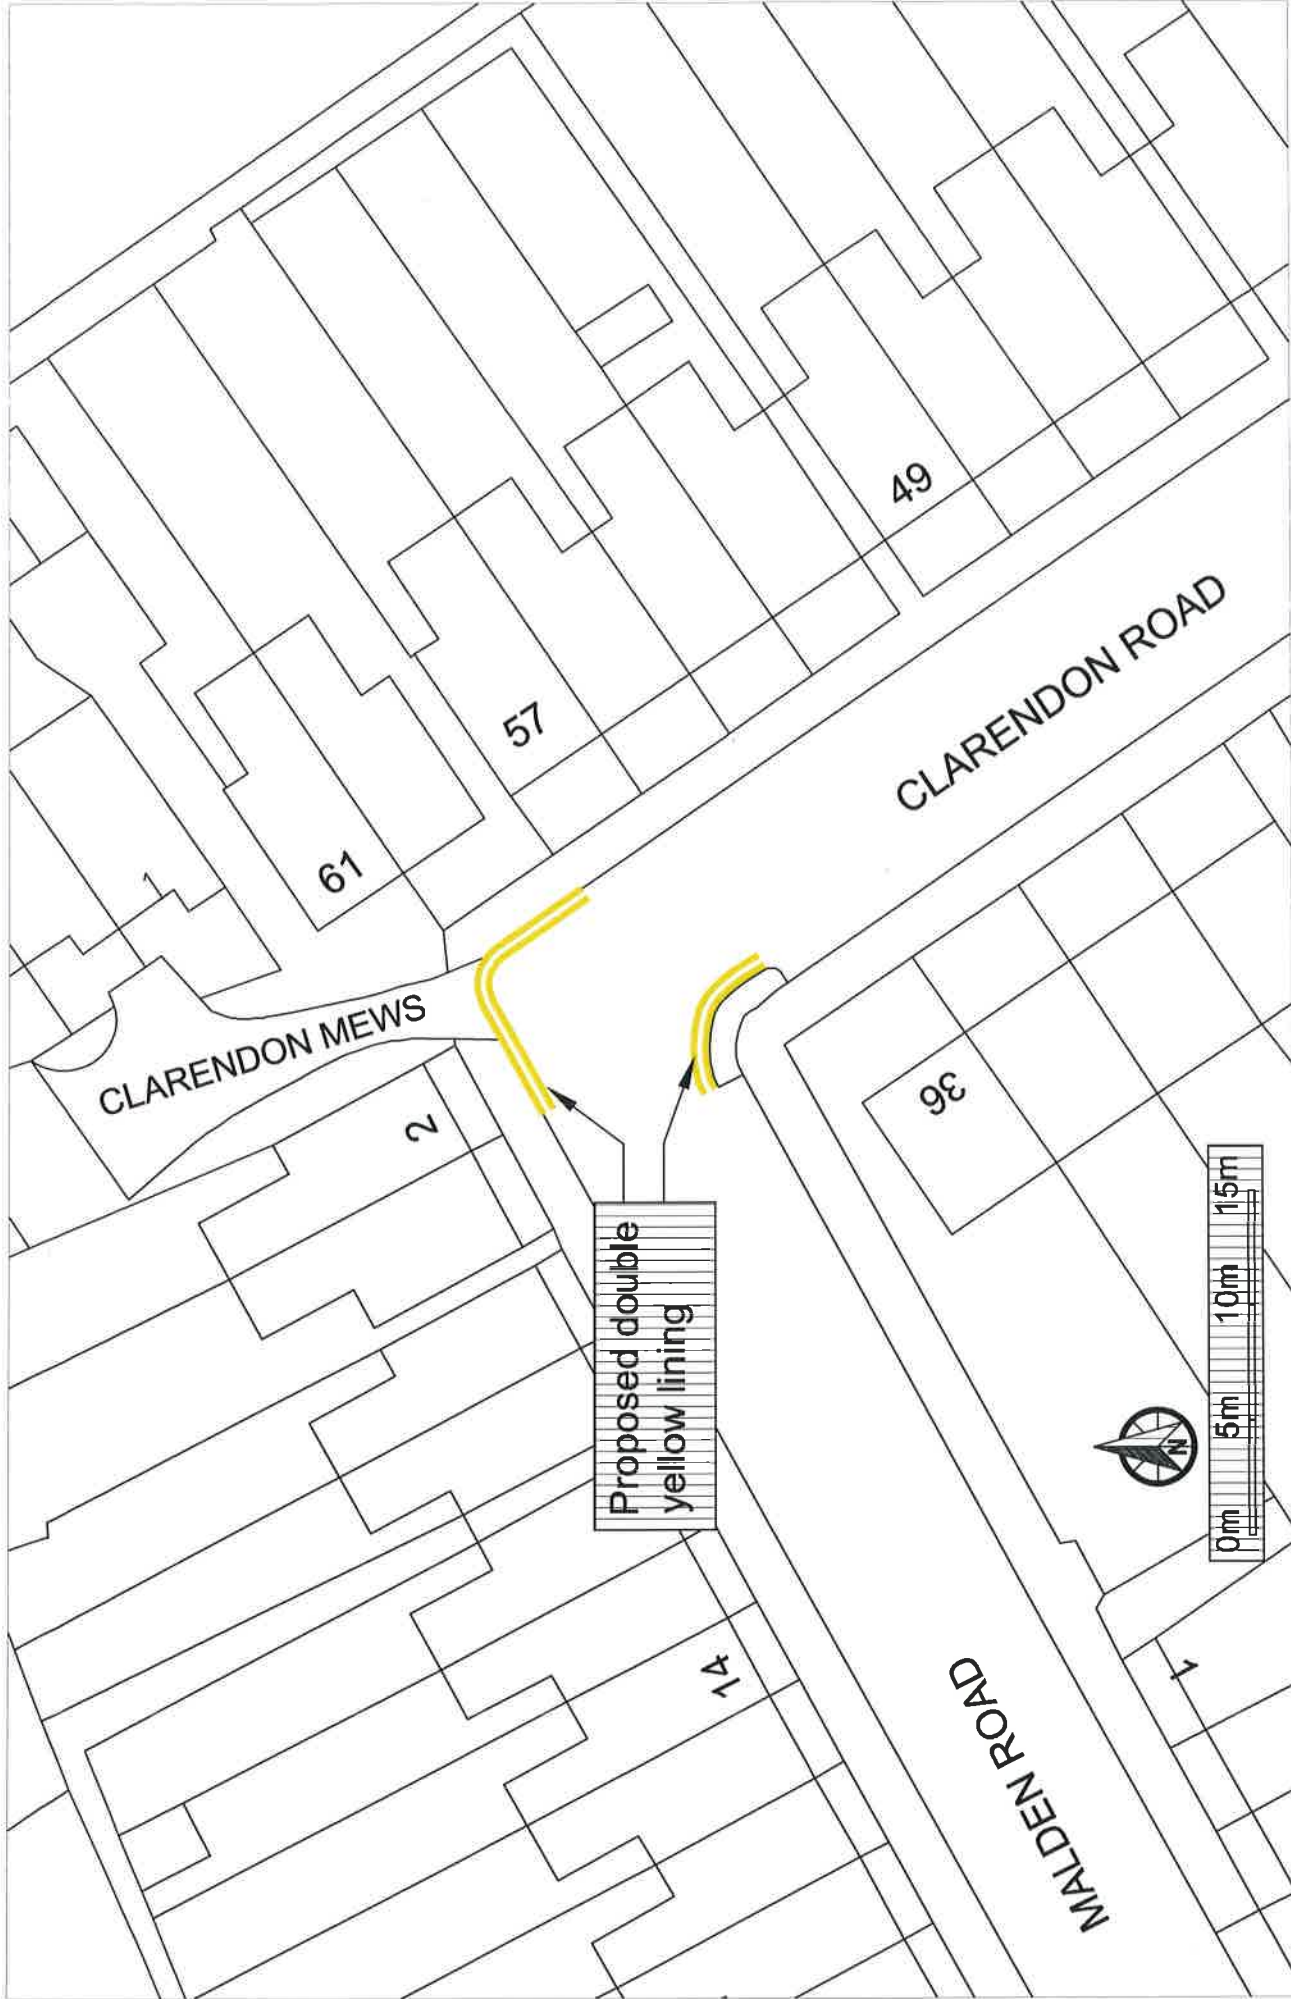 1
61
57
49
CLARENDON MEWS
2
CLARENDON ROAD
36
Proposed double
yellow lining
14
MALDEN ROAD
1
N
0m 5m 10m 15m